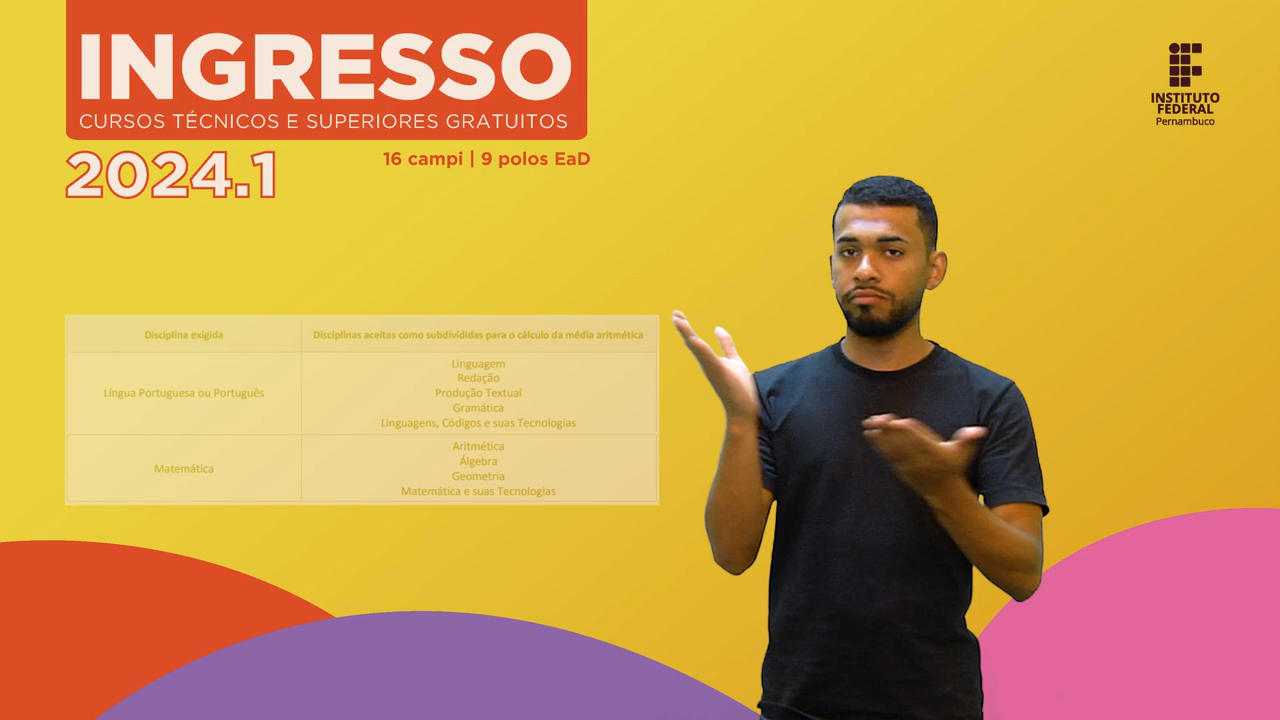 INGRESSO
CURSOS TÉCNICOS E SUPERIORES GRATUITOS
2024.1
16 campi | 9 polos EaD
INSTITUTO
FEDERAL
Pernambuco
Disciplina exigida
Disciplinas aceitas como subdivididas para o cálculo da média aritmética
Língua Portuguesa ou Português
Linguagem
Redação
Produção Textual
Gramática
Linguagens, Códigos e suas Tecnologias
Matemática
Aritmética
Álgebra
Geometria
Matemática e suas Tecnologias